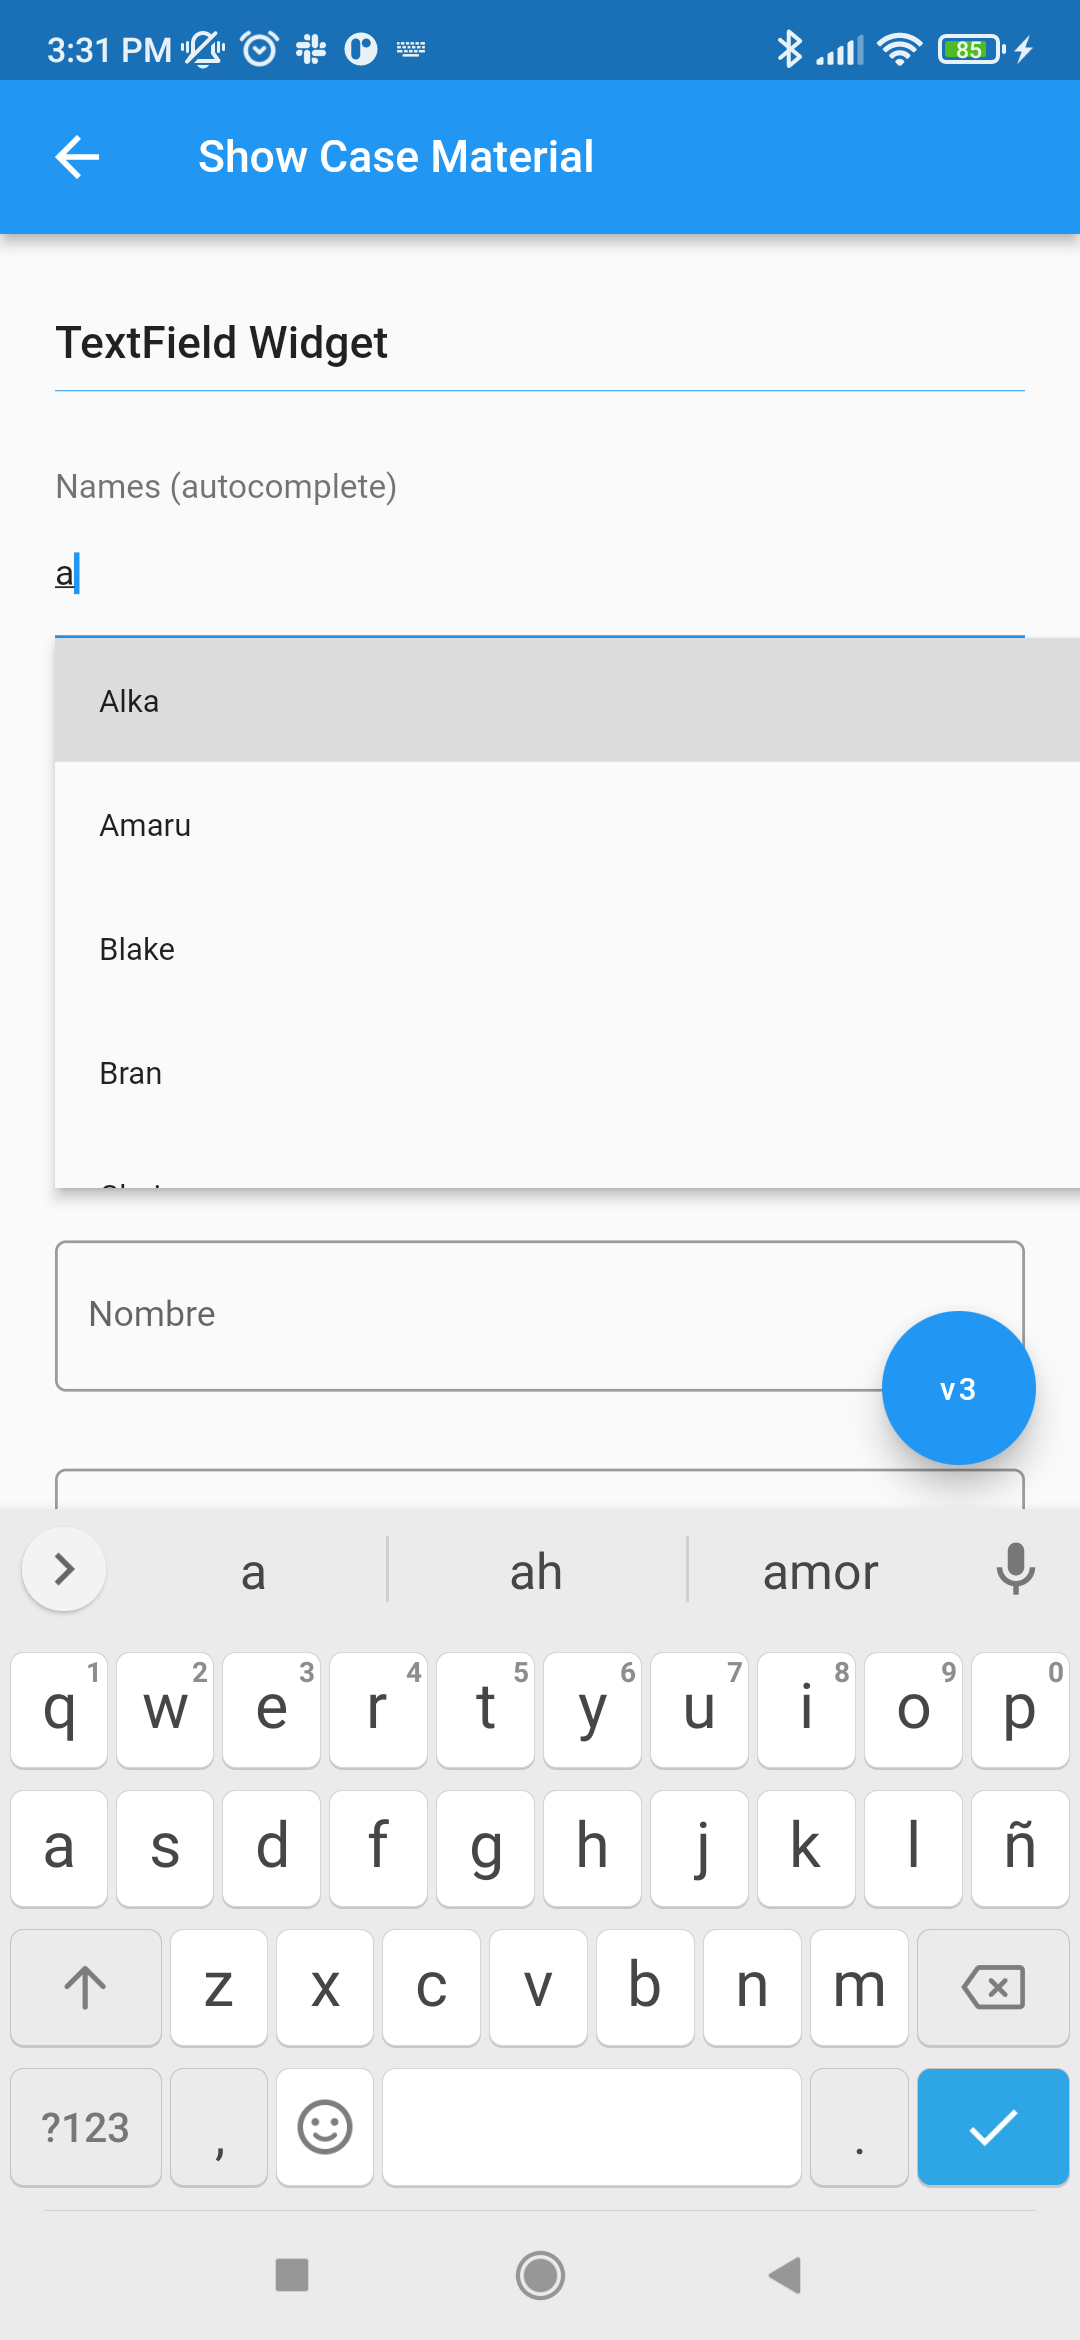 3:31 PM 85
Show Case Material
TextField Widget
Names (autocomplete)
a
Alka
Amaru
Blake
Bran
Nombre
v3
a ah amor
1 2 3 4 5 6 7 8 9 0
q w e r t y u i o p
a s d f g h j k l ñ
z x c v b n m
?123 , .